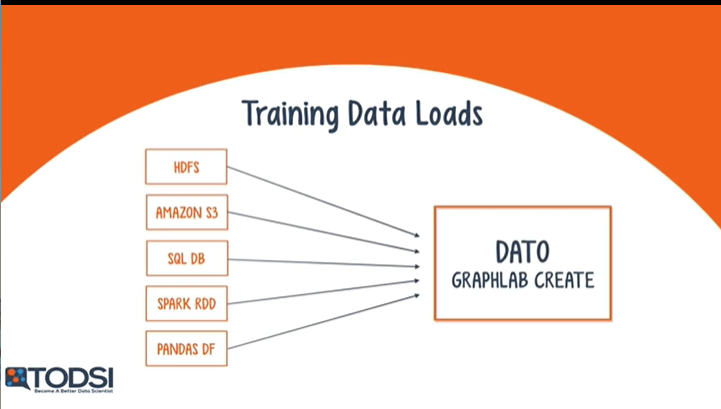 Training Data Loads
HDFS
AMAZON S3
SQL DB
SPARK RDD
PANDAS DF
DATO
GRAPHLAB CREATE
TODSI
Become A Better Data Scientist